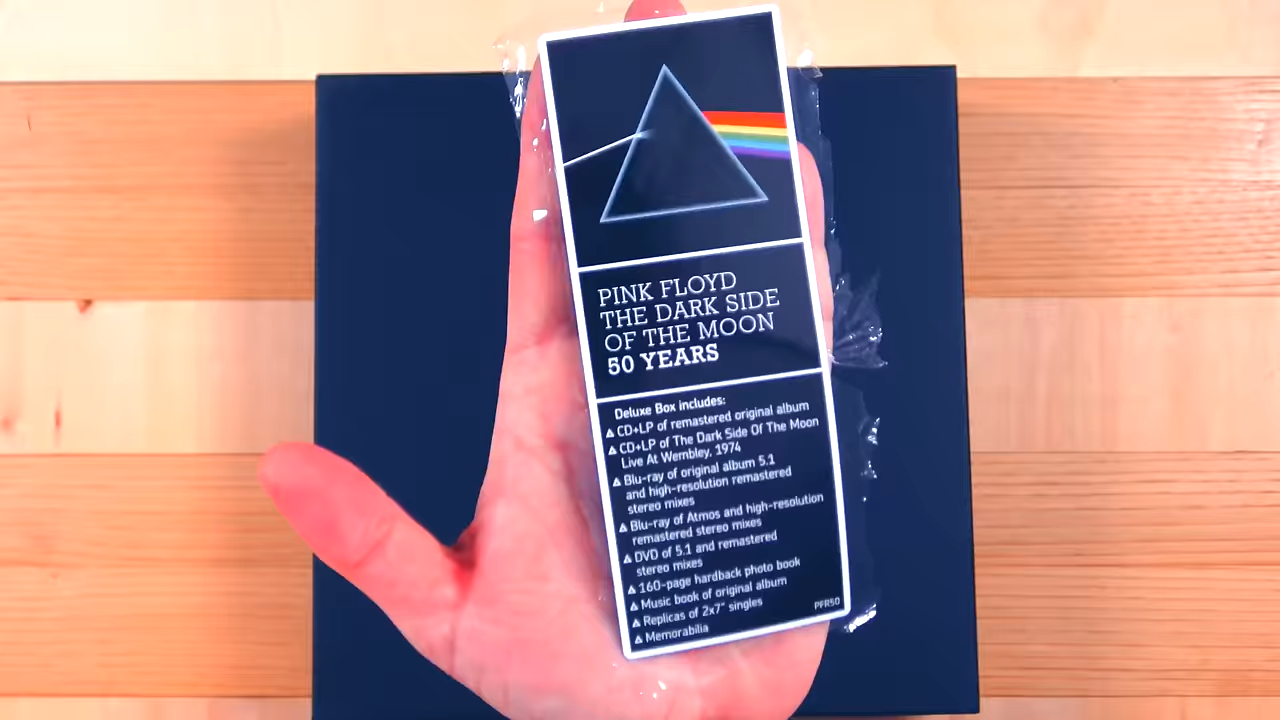 PINK FLOYD
THE DARK SIDE
OF THE MOON
50 YEARS
Deluxe Box includes:
CD+LP of remastered original album
CD+LP of The Dark Side Of The Moon
Live At Wembley, 1974
Blu-ray of original album 5.1
and high-resolution remastered
stereo mixes
Blu-ray of Atmos and high-resolution
remastered stereo mixes
DVD of 5.1 and remastered
stereo mixes
160-page hardback photo book
Music book of original album
Replicas of 2x7" singles
Memorabilia
PFR50